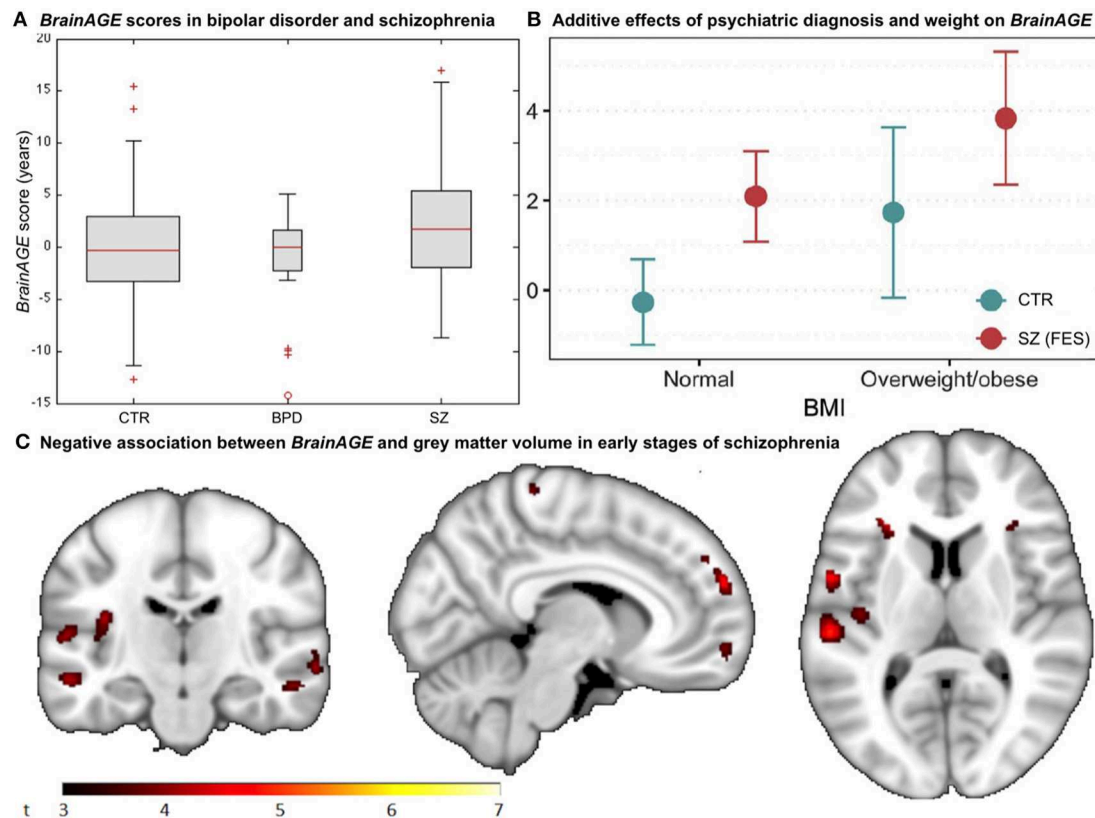 A BrainAGE scores in bipolar disorder and schizophrenia
BrainAGE score (years)
20
15
10
5
0
-5
-10
-15
CTR BPD SZ
B Additive effects of psychiatric diagnosis and weight on BrainAGE
4
2
0
CTR
SZ (FES)
Normal Overweight/obese
BMI
C Negative association between BrainAGE and grey matter volume in early stages of schizophrenia
t 3 4 5 6 7